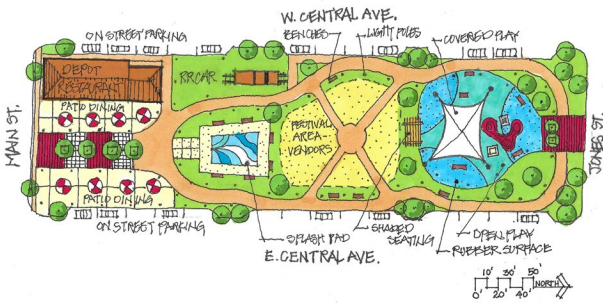 W. CENTRAL AVE.
ON STREET PARKING
BENCHES
LIGHT POLES
COVERED PLAY
DEPOT
RESTAURANT
RR CAR
PATIO DINING
FESTIVAL
AREA-
VENDORS
MAIN ST.
JONES ST.
PATIO DINING
ON STREET PARKING
SPLASH PAD
SHADED
SEATING
OPEN PLAY
RUBBER SURFACE
E. CENTRAL AVE.
10' 30' 50'
0' 20' 40'
NORTH